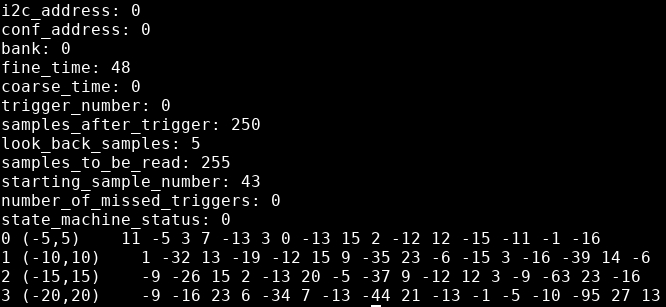 i2c_address: 0
conf_address: 0
bank: 0
fine_time: 48
coarse_time: 0
trigger_number: 0
samples_after_trigger: 250
look_back_samples: 5
samples_to_be_read: 255
starting_sample_number: 43
number_of_missed_triggers: 0
state_machine_status: 0
0 (-5,5)    11 -5 3 7 -13 3 0 -13 15 2 -12 12 -15 -11 -1 -16
1 (-10,10)    1 -32 13 -19 -12 15 9 -35 23 -6 -15 3 -16 -39 14 -6
2 (-15,15)    -9 -26 15 2 -13 20 -5 -37 9 -12 12 3 -9 -63 23 -16
3 (-20,20)    -9 -16 23 6 -34 7 -13 -44 21 -13 -1 -5 -10 -95 27 13